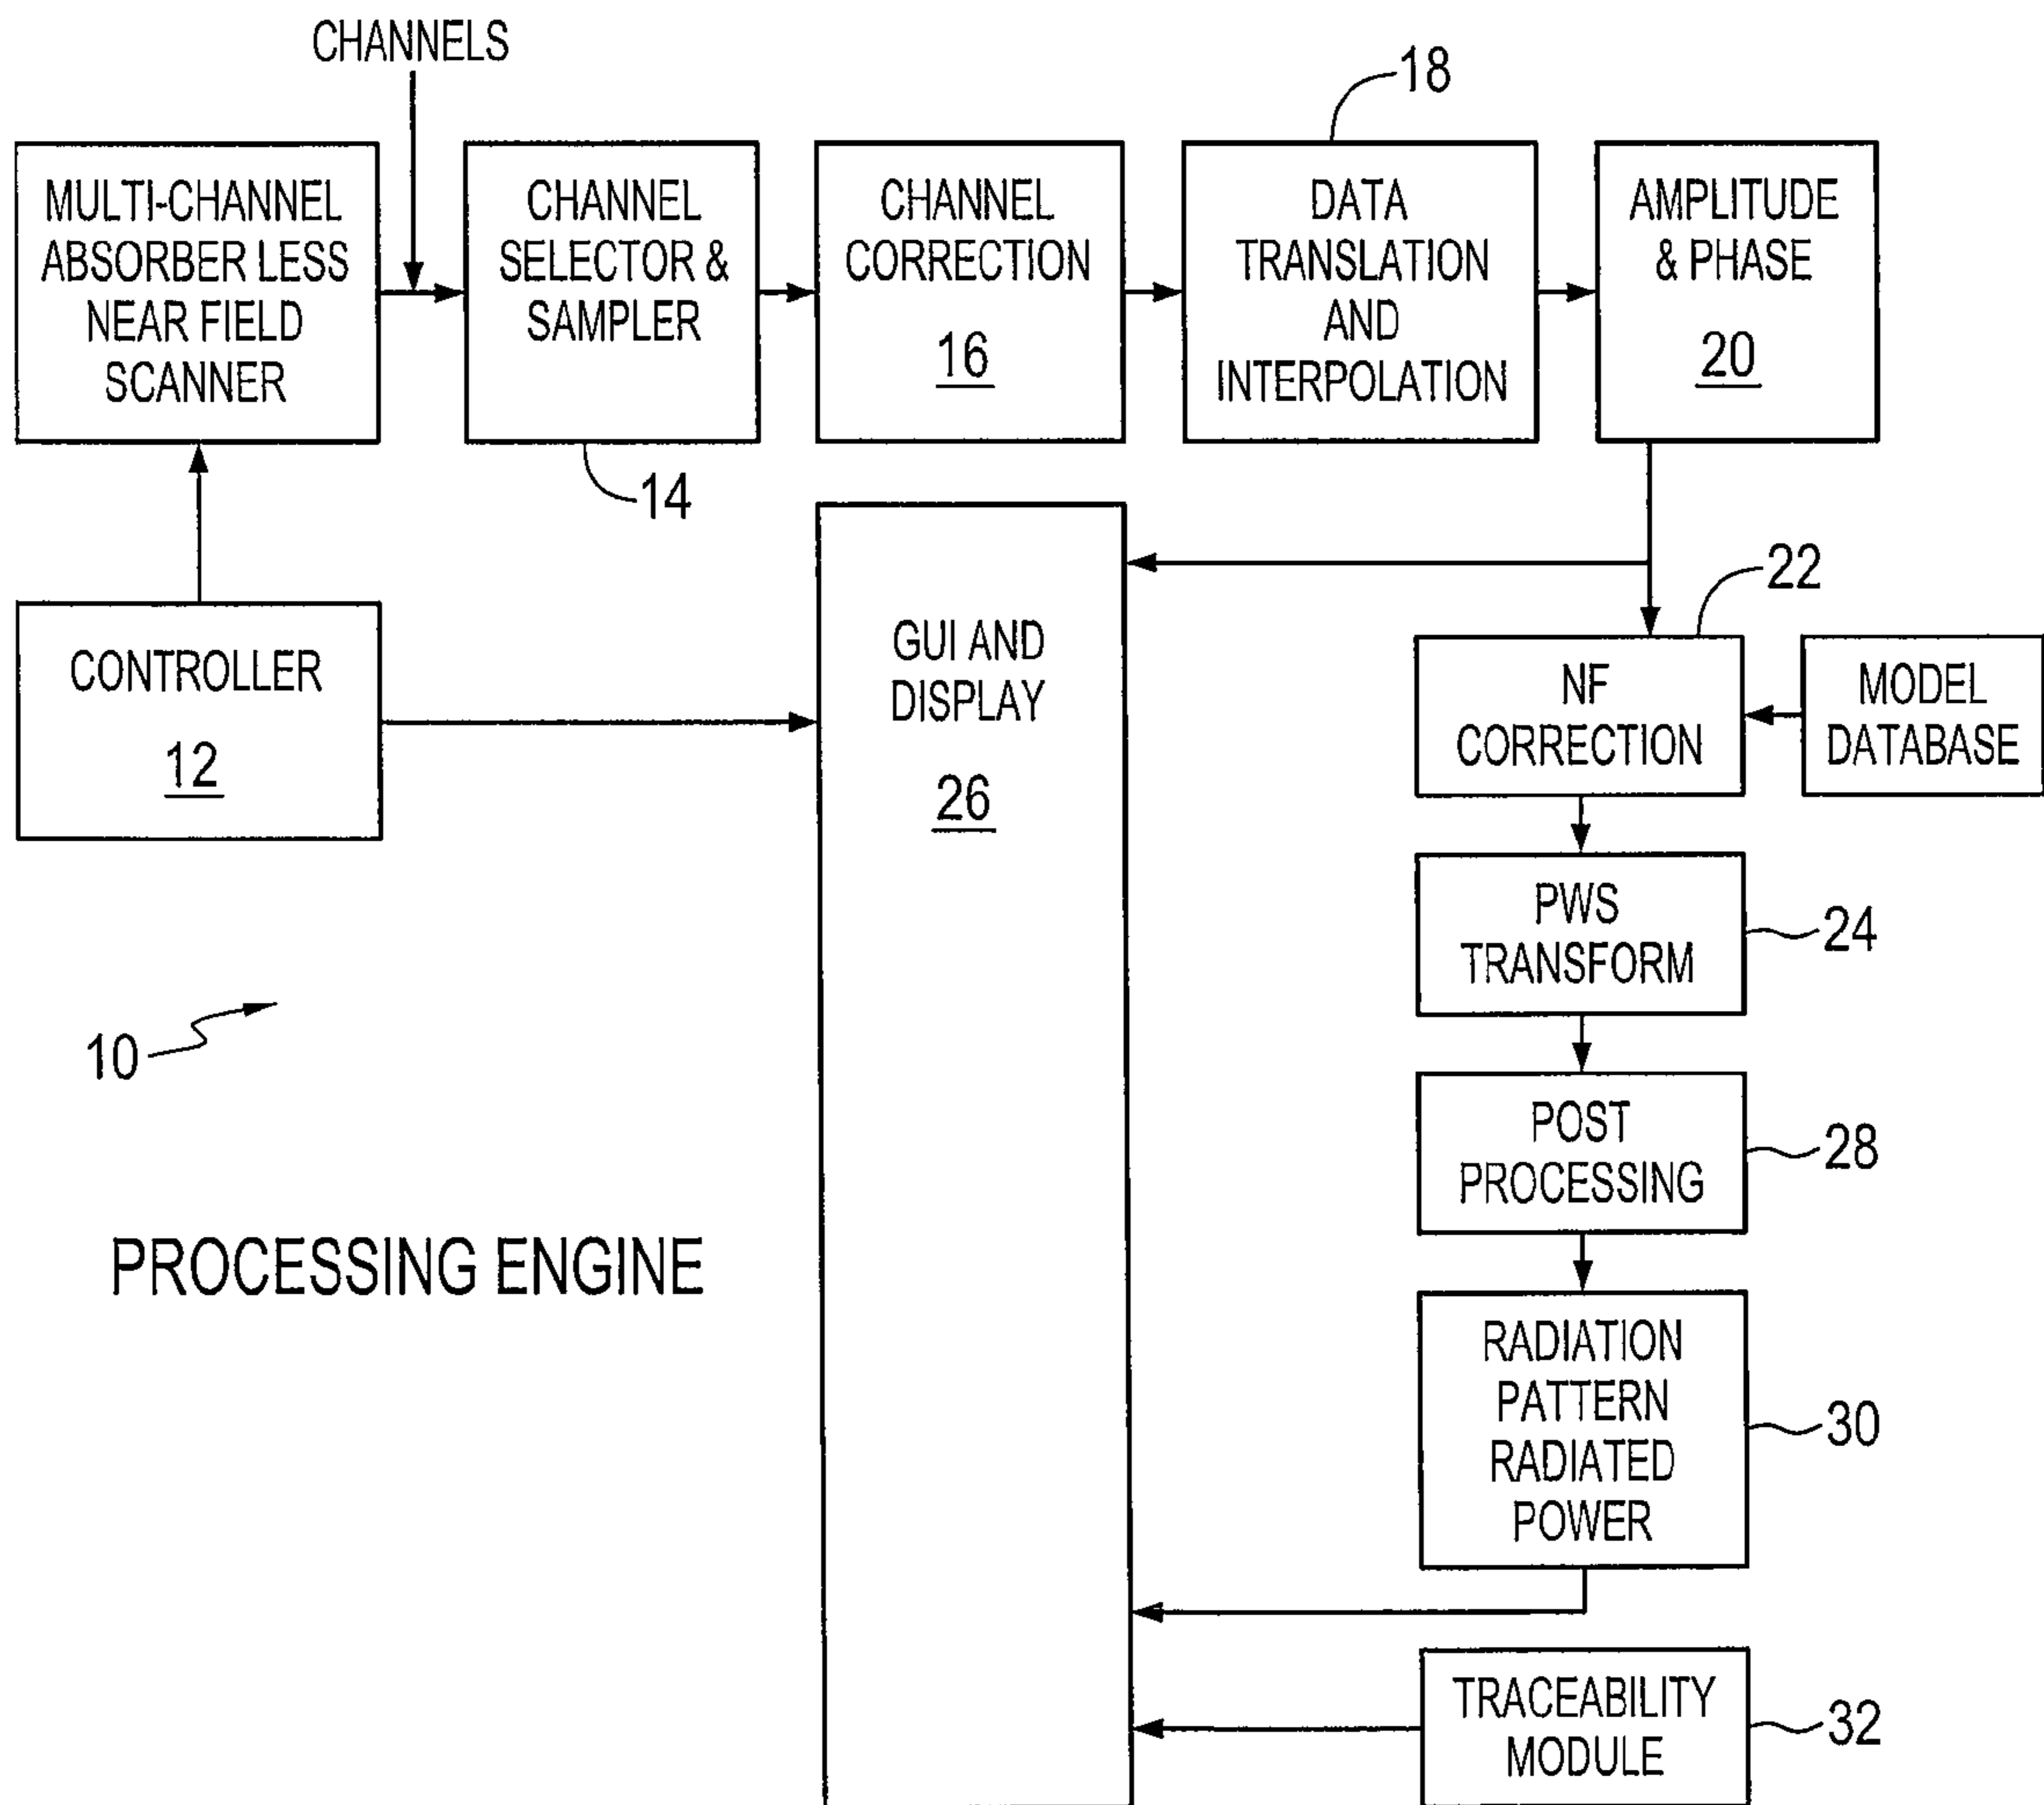 CHANNELS
18
MULTI-CHANNEL
ABSORBER LESS
NEAR FIELD
SCANNER
CHANNEL
SELECTOR &
SAMPLER
14
CHANNEL
CORRECTION
16
DATA
TRANSLATION
AND
INTERPOLATION
AMPLITUDE
& PHASE
20
CONTROLLER
12
GUI AND
DISPLAY
26
22
NF
CORRECTION
MODEL
DATABASE
PWS
TRANSFORM
24
10
POST
PROCESSING
28
PROCESSING ENGINE
RADIATION
PATTERN
RADIATED
POWER
30
TRACEABILITY
MODULE
32